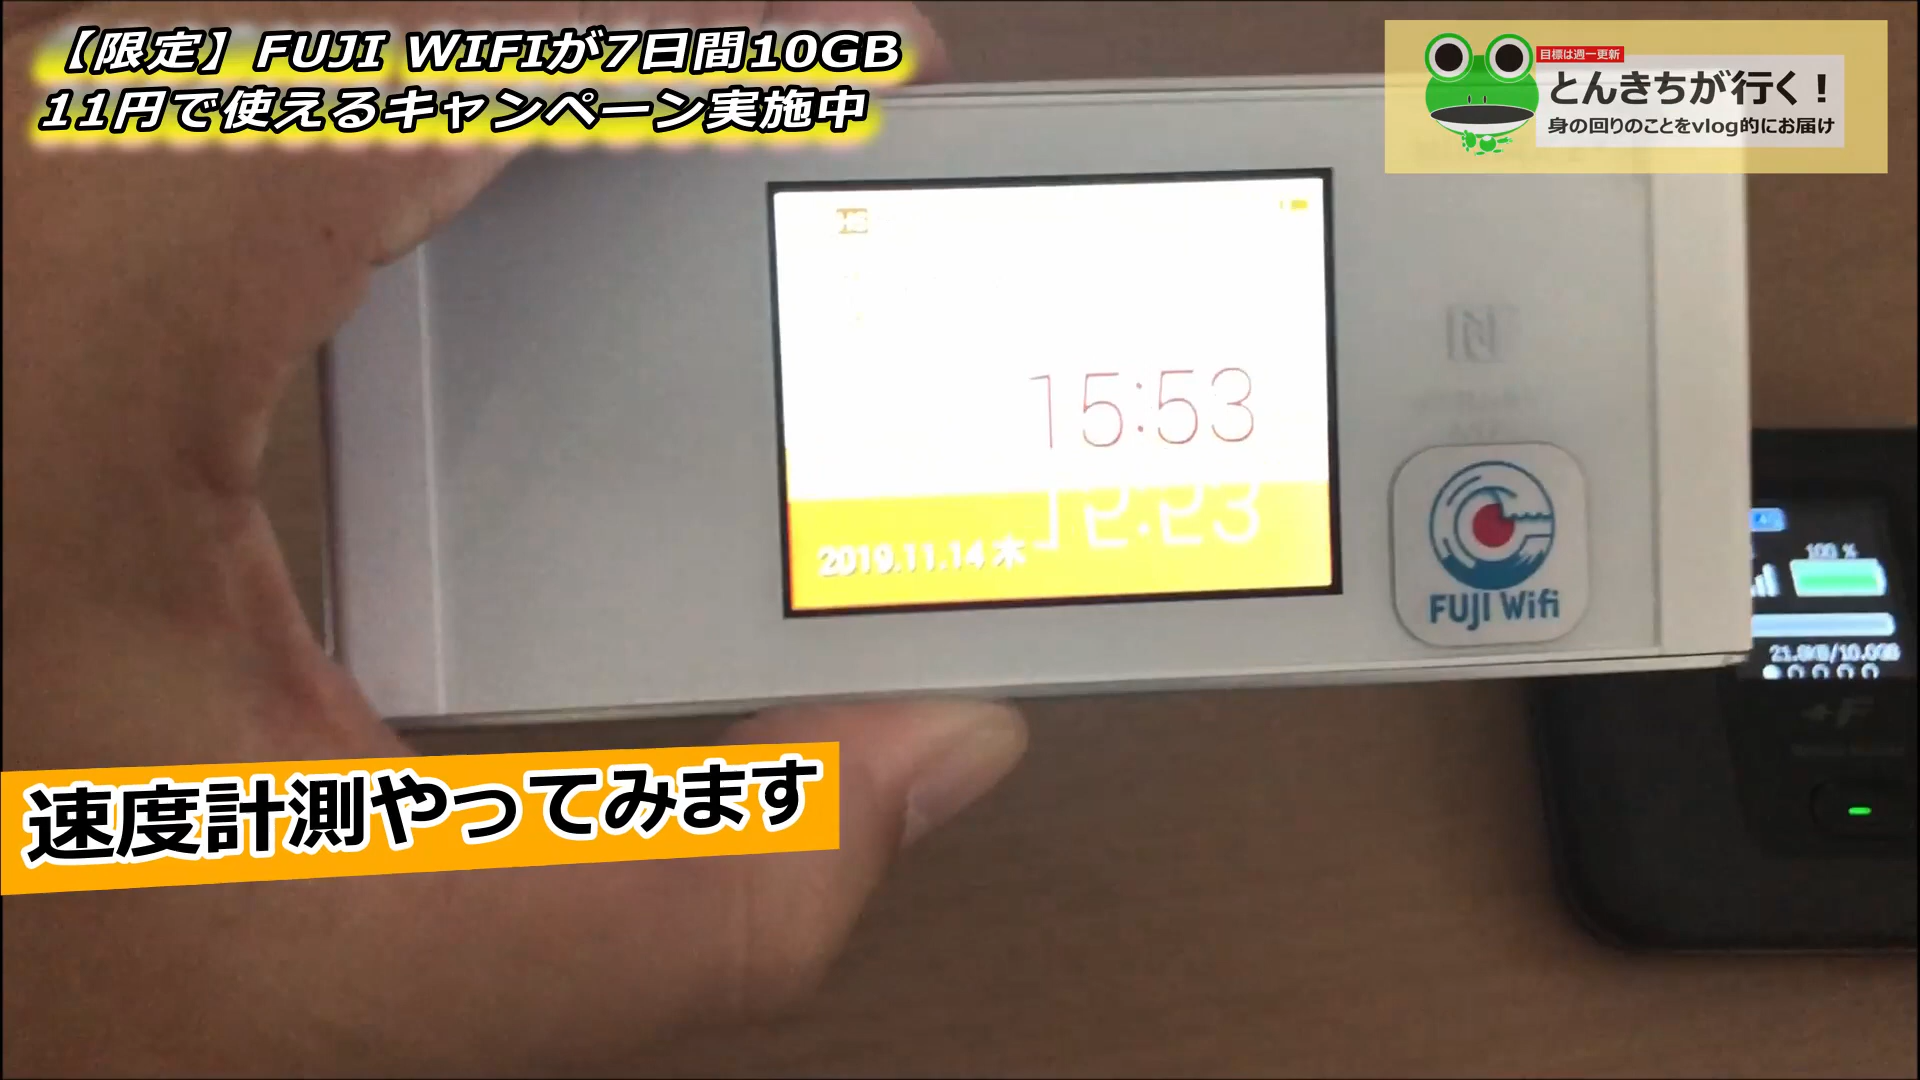 【限定】FUJI WIFIが7日間10GB
11円で使えるキャンペーン実施中
目標は週一更新
とんきちが行く！
身の回りのことをvlog的にお届け
15:53
2019.11.14 木
FUJI Wifi
100 %
速度計測やってみます